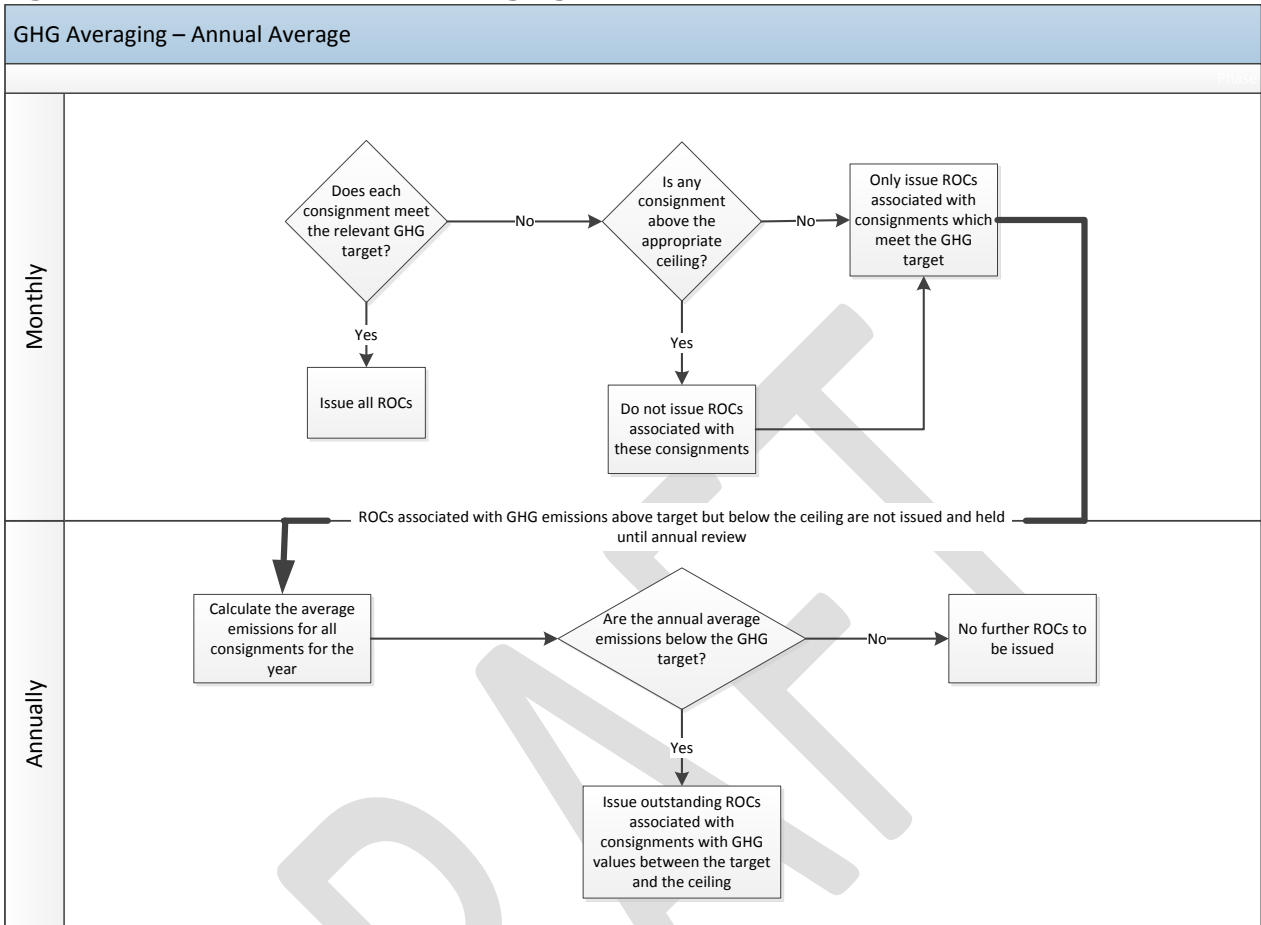 GHG Averaging – Annual Average
Phase
Monthly
Does each
consignment meet
the relevant GHG
target?
No
Is any
consignment
above the
appropriate
ceiling?
No
Only issue ROCs
associated with
consignments which
meet the GHG
target
Yes
Issue all ROCs
Yes
Do not issue ROCs
associated with
these consignments
ROCs associated with GHG emissions above target but below the ceiling are not issued and held
until annual review
Annually
Calculate the average
emissions for all
consignments for the
year
Are the annual average
emissions below the GHG
target?
No
No further ROCs to
be issued
Yes
Issue outstanding ROCs
associated with
consignments with GHG
values between the target
and the ceiling
DRAFT